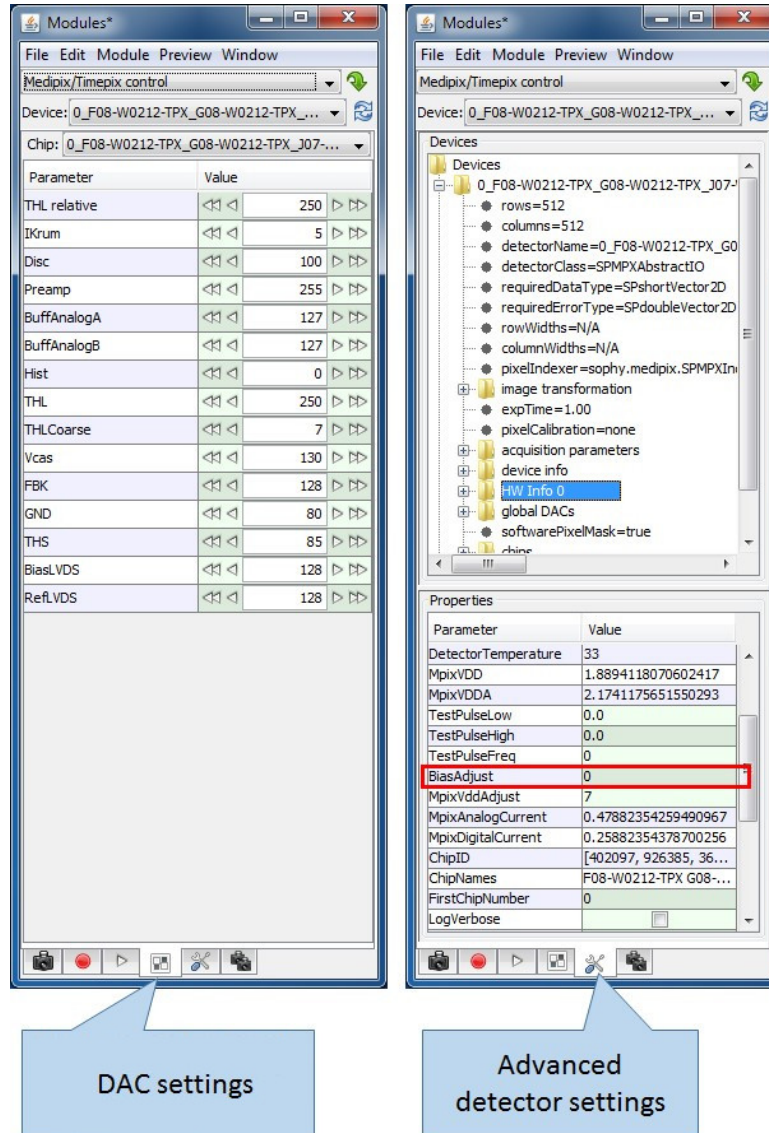 Modules*
File Edit Module Preview Window
Medipix/Timepix control
Device: 0_F08-W0212-TPX_G08-W0212-TPX_...
Chip: 0_F08-W0212-TPX_G08-W0212-TPX_J07-...
Parameter Value
THL relative 250
IKrum 5
Disc 100
Preamp 255
BuffAnalogA 127
BuffAnalogB 127
Hist 0
THL 250
THLCoarse 7
Vcas 130
FBK 128
GND 80
THS 85
BiasLVDS 128
RefLVDS 128
DAC settings
Modules*
File Edit Module Preview Window
Medipix/Timepix control
Device: 0_F08-W0212-TPX_G08-W0212-TPX_...
Devices
Devices
0_F08-W0212-TPX_G08-W0212-TPX_J07-
rows=512
columns=512
detectorName=0_F08-W0212-TPX_G0
detectorClass=SPMPXAbstractIO
requiredDataType=SPshortVector2D
requiredErrorType=SPdoubleVector2D
rowWidths=N/A
columnWidths=N/A
pixelIndexer=sophy.medipix.SPMPXIn
image transformation
expTime=1.00
pixelCalibration=none
acquisition parameters
device info
HW Info 0
global DACs
softwarePixelMask=true
chips
Properties
Parameter Value
DetectorTemperature 33
MpixVDD 1.8894118070602417
MpixVDDA 2.1741175651550293
TestPulseLow 0.0
TestPulseHigh 0.0
TestPulseFreq 0
BiasAdjust 0
MpixVddAdjust 7
MpixAnalogCurrent 0.47882354259490967
MpixDigitalCurrent 0.25882354378700256
ChipID [402097, 926385, 36...
ChipNames F08-W0212-TPX G08-...
FirstChipNumber 0
LogVerbose
Advanced
detector settings